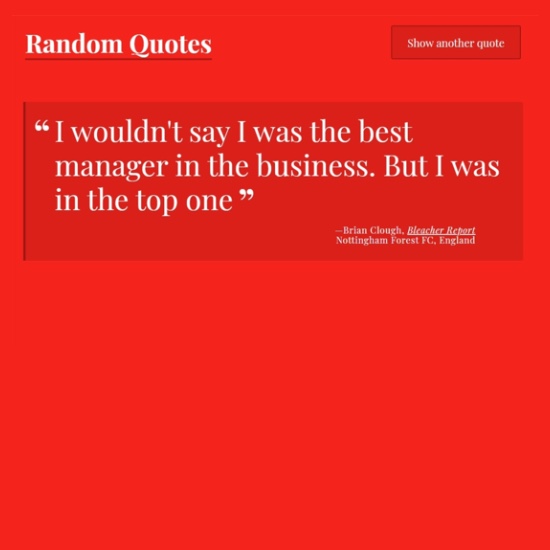 Random Quotes
Show another quote
“ I wouldn't say I was the best
manager in the business. But I was
in the top one ”
—Brian Clough, Bleacher Report
Nottingham Forest FC, England